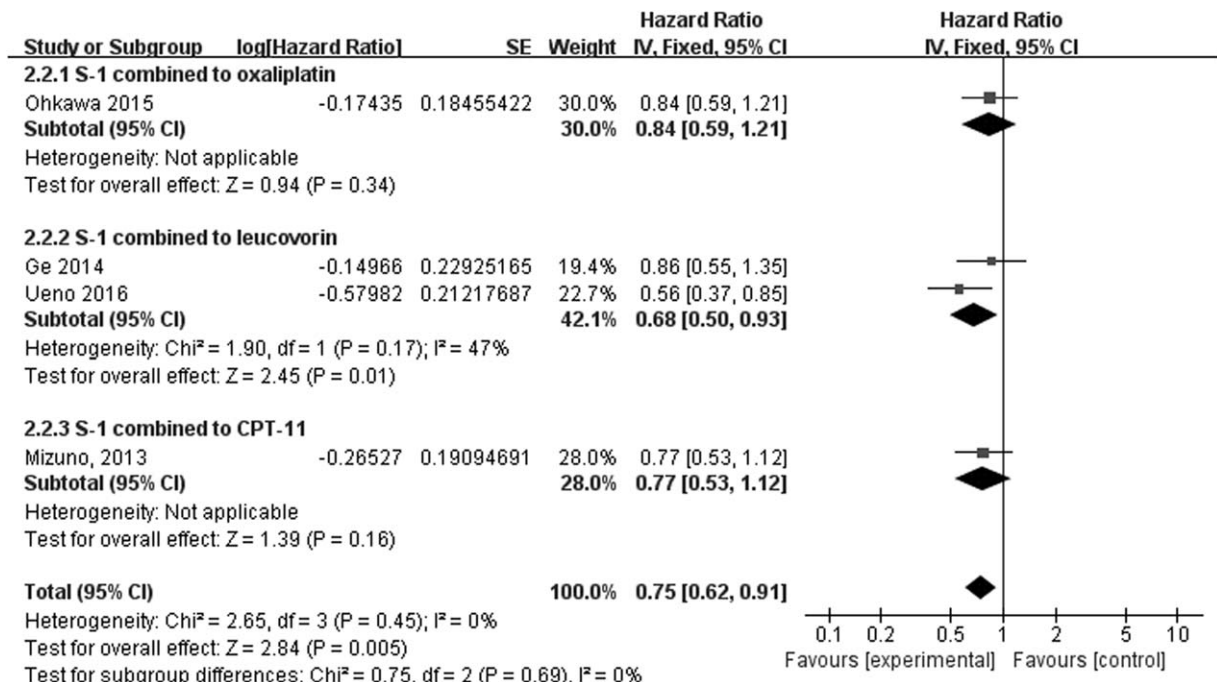 Hazard Ratio Hazard Ratio
Study or Subgroup log[Hazard Ratio] SE Weight IV, Fixed, 95% CI IV, Fixed, 95% CI
2.2.1 S-1 combined to oxaliplatin
Ohkawa 2015 -0.17435 0.18455422 30.0% 0.84 [0.59, 1.21]
Subtotal (95% CI) 30.0% 0.84 [0.59, 1.21]
Heterogeneity: Not applicable
Test for overall effect: Z = 0.94 (P = 0.34)
2.2.2 S-1 combined to leucovorin
Ge 2014 -0.14966 0.22925165 19.4% 0.86 [0.55, 1.35]
Ueno 2016 -0.57982 0.21217687 22.7% 0.56 [0.37, 0.85]
Subtotal (95% CI) 42.1% 0.68 [0.50, 0.93]
Heterogeneity: Chi² = 1.90, df = 1 (P = 0.17); I² = 47%
Test for overall effect: Z = 2.45 (P = 0.01)
2.2.3 S-1 combined to CPT-11
Mizuno, 2013 -0.26527 0.19094691 28.0% 0.77 [0.53, 1.12]
Subtotal (95% CI) 28.0% 0.77 [0.53, 1.12]
Heterogeneity: Not applicable
Test for overall effect: Z = 1.39 (P = 0.16)
Total (95% CI) 100.0% 0.75 [0.62, 0.91]
Heterogeneity: Chi² = 2.65, df = 3 (P = 0.45); I² = 0%
Test for overall effect: Z = 2.84 (P = 0.005)
Test for subgroup differences: Chi² = 0.75, df = 2 (P = 0.69), I² = 0%
0.1 0.2 0.5 1 2 5 10
Favours [experimental] Favours [control]